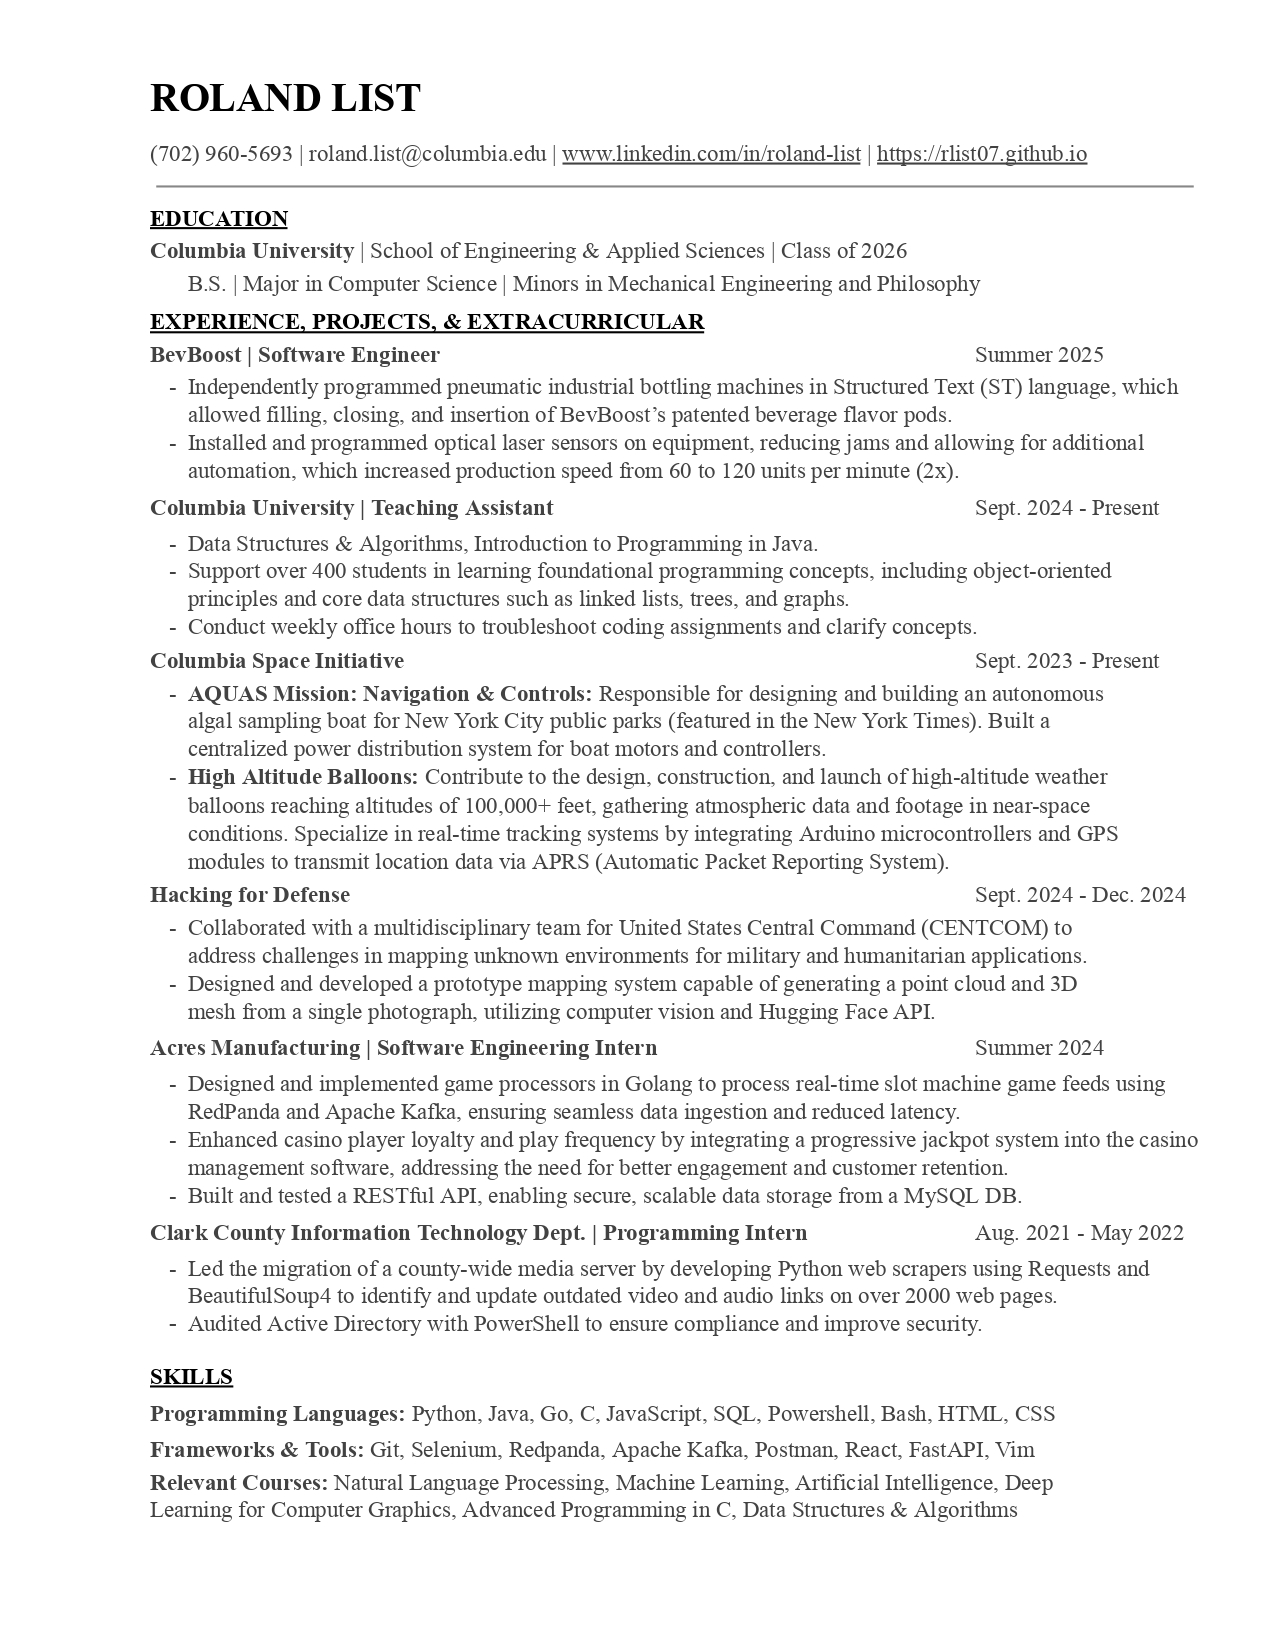 ROLAND LIST
(702) 960-5693 | roland.list@columbia.edu | www.linkedin.com/in/roland-list | https://rlist07.github.io
EDUCATION
Columbia University | School of Engineering & Applied Sciences | Class of 2026
B.S. | Major in Computer Science | Minors in Mechanical Engineering and Philosophy
EXPERIENCE, PROJECTS, & EXTRACURRICULAR
BevBoost | Software Engineer Summer 2025
- Independently programmed pneumatic industrial bottling machines in Structured Text (ST) language, which
allowed filling, closing, and insertion of BevBoost’s patented beverage flavor pods.
- Installed and programmed optical laser sensors on equipment, reducing jams and allowing for additional
automation, which increased production speed from 60 to 120 units per minute (2x).
Columbia University | Teaching Assistant Sept. 2024 - Present
- Data Structures & Algorithms, Introduction to Programming in Java.
- Support over 400 students in learning foundational programming concepts, including object-oriented
principles and core data structures such as linked lists, trees, and graphs.
- Conduct weekly office hours to troubleshoot coding assignments and clarify concepts.
Columbia Space Initiative Sept. 2023 - Present
- AQUAS Mission: Navigation & Controls: Responsible for designing and building an autonomous
algal sampling boat for New York City public parks (featured in the New York Times). Built a
centralized power distribution system for boat motors and controllers.
- High Altitude Balloons: Contribute to the design, construction, and launch of high-altitude weather
balloons reaching altitudes of 100,000+ feet, gathering atmospheric data and footage in near-space
conditions. Specialize in real-time tracking systems by integrating Arduino microcontrollers and GPS
modules to transmit location data via APRS (Automatic Packet Reporting System).
Hacking for Defense Sept. 2024 - Dec. 2024
- Collaborated with a multidisciplinary team for United States Central Command (CENTCOM) to
address challenges in mapping unknown environments for military and humanitarian applications.
- Designed and developed a prototype mapping system capable of generating a point cloud and 3D
mesh from a single photograph, utilizing computer vision and Hugging Face API.
Acres Manufacturing | Software Engineering Intern Summer 2024
- Designed and implemented game processors in Golang to process real-time slot machine game feeds using
RedPanda and Apache Kafka, ensuring seamless data ingestion and reduced latency.
- Enhanced casino player loyalty and play frequency by integrating a progressive jackpot system into the casino
management software, addressing the need for better engagement and customer retention.
- Built and tested a RESTful API, enabling secure, scalable data storage from a MySQL DB.
Clark County Information Technology Dept. | Programming Intern Aug. 2021 - May 2022
- Led the migration of a county-wide media server by developing Python web scrapers using Requests and
BeautifulSoup4 to identify and update outdated video and audio links on over 2000 web pages.
- Audited Active Directory with PowerShell to ensure compliance and improve security.
SKILLS
Programming Languages: Python, Java, Go, C, JavaScript, SQL, Powershell, Bash, HTML, CSS
Frameworks & Tools: Git, Selenium, Redpanda, Apache Kafka, Postman, React, FastAPI, Vim
Relevant Courses: Natural Language Processing, Machine Learning, Artificial Intelligence, Deep
Learning for Computer Graphics, Advanced Programming in C, Data Structures & Algorithms